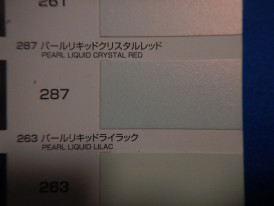 261
287 パールリキッドクリスタルレッド
PEARL LIQUID CRYSTAL RED
287
263 パールリキッドライラック
PEARL LIQUID LILAC
263